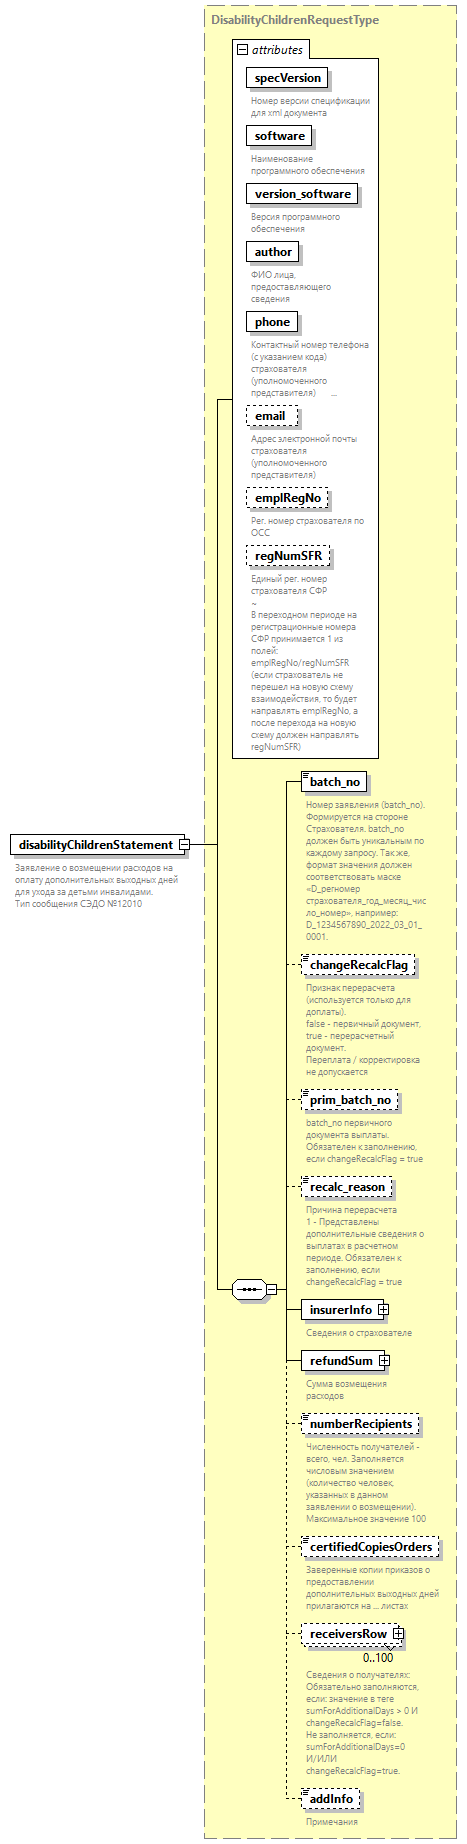 DisabilityChildrenRequestType
attributes
specVersion
Номер версии спецификации
для xml документа
software
Наименование
программного обеспечения
version_software
Версия программного
обеспечения
author
ФИО лица,
предоставляющего
сведения
phone
Контактный номер телефона
(с указанием кода)
страхователя
(уполномоченного
представителя) ...
email
Адрес электронной почты
страхователя
(уполномоченного
представителя)
emplRegNo
Рег. номер страхователя по
ОСС
regNumSFR
Единый рег. номер
страхователя СФР
~
В переходном периоде на
регистрационные номера
СФР принимается 1 из
полей:
emplRegNo/regNumSFR
(если страхователь не
перешел на новую схему
взаимодействия, то будет
направлять emplRegNo, а
после перехода на новую
схему должен направлять
regNumSFR)
disabilityChildrenStatement
Заявление о возмещении расходов на
оплату дополнительных выходных дней
для ухода за детьми инвалидами.
Тип сообщения СЭДО №12010
batch_no
Номер заявления (batch_no).
Формируется на стороне
Страхователя. batch_no
должен быть уникальным по
каждому запросу. Так же,
формат значения должен
соответствовать маске
«D_регномер
страхователя_год_месяц_чис
ло_номер», например:
D_1234567890_2022_03_01_
0001.
changeRecalcFlag
Признак перерасчета
(используется только для
доплаты).
false - первичный документ,
true - перерасчетный
документ.
Переплата / корректировка
не допускается
prim_batch_no
batch_no первичного
документа выплаты.
Обязателен к заполнению,
если changeRecalcFlag = true
recalc_reason
Причина перерасчета
1 - Представлены
дополнительные сведения о
выплатах в расчетном
периоде. Обязателен к
заполнению, если
changeRecalcFlag = true
insurerInfo
Сведения о страхователе
refundSum
Сумма возмещения
расходов
numberRecipients
Численность получателей -
всего, чел. Заполняется
числовым значением
(количество человек,
указанных в данном
заявлении о возмещении).
Максимальное значение 100
certifiedCopiesOrders
Заверенные копии приказов о
предоставлении
дополнительных выходных дней
прилагаются на ... листах
receiversRow
0..100
Сведения о получателях:
Обязательно заполняются,
если: значение в теге
sumForAdditionalDays > 0 И
changeRecalcFlag=false.
Не заполняется, если:
sumForAdditionalDays=0
И/ИЛИ
changeRecalcFlag=true.
addInfo
Примечания